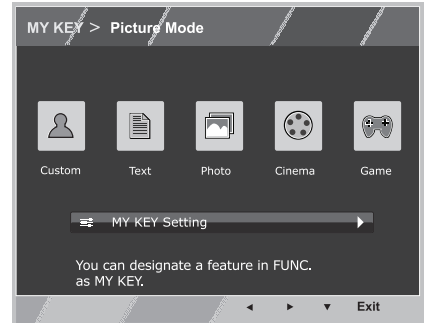 MY KEY > Picture Mode
Custom Text Photo Cinema Game
MY KEY Setting
You can designate a feature in FUNC.
as MY KEY.
Exit